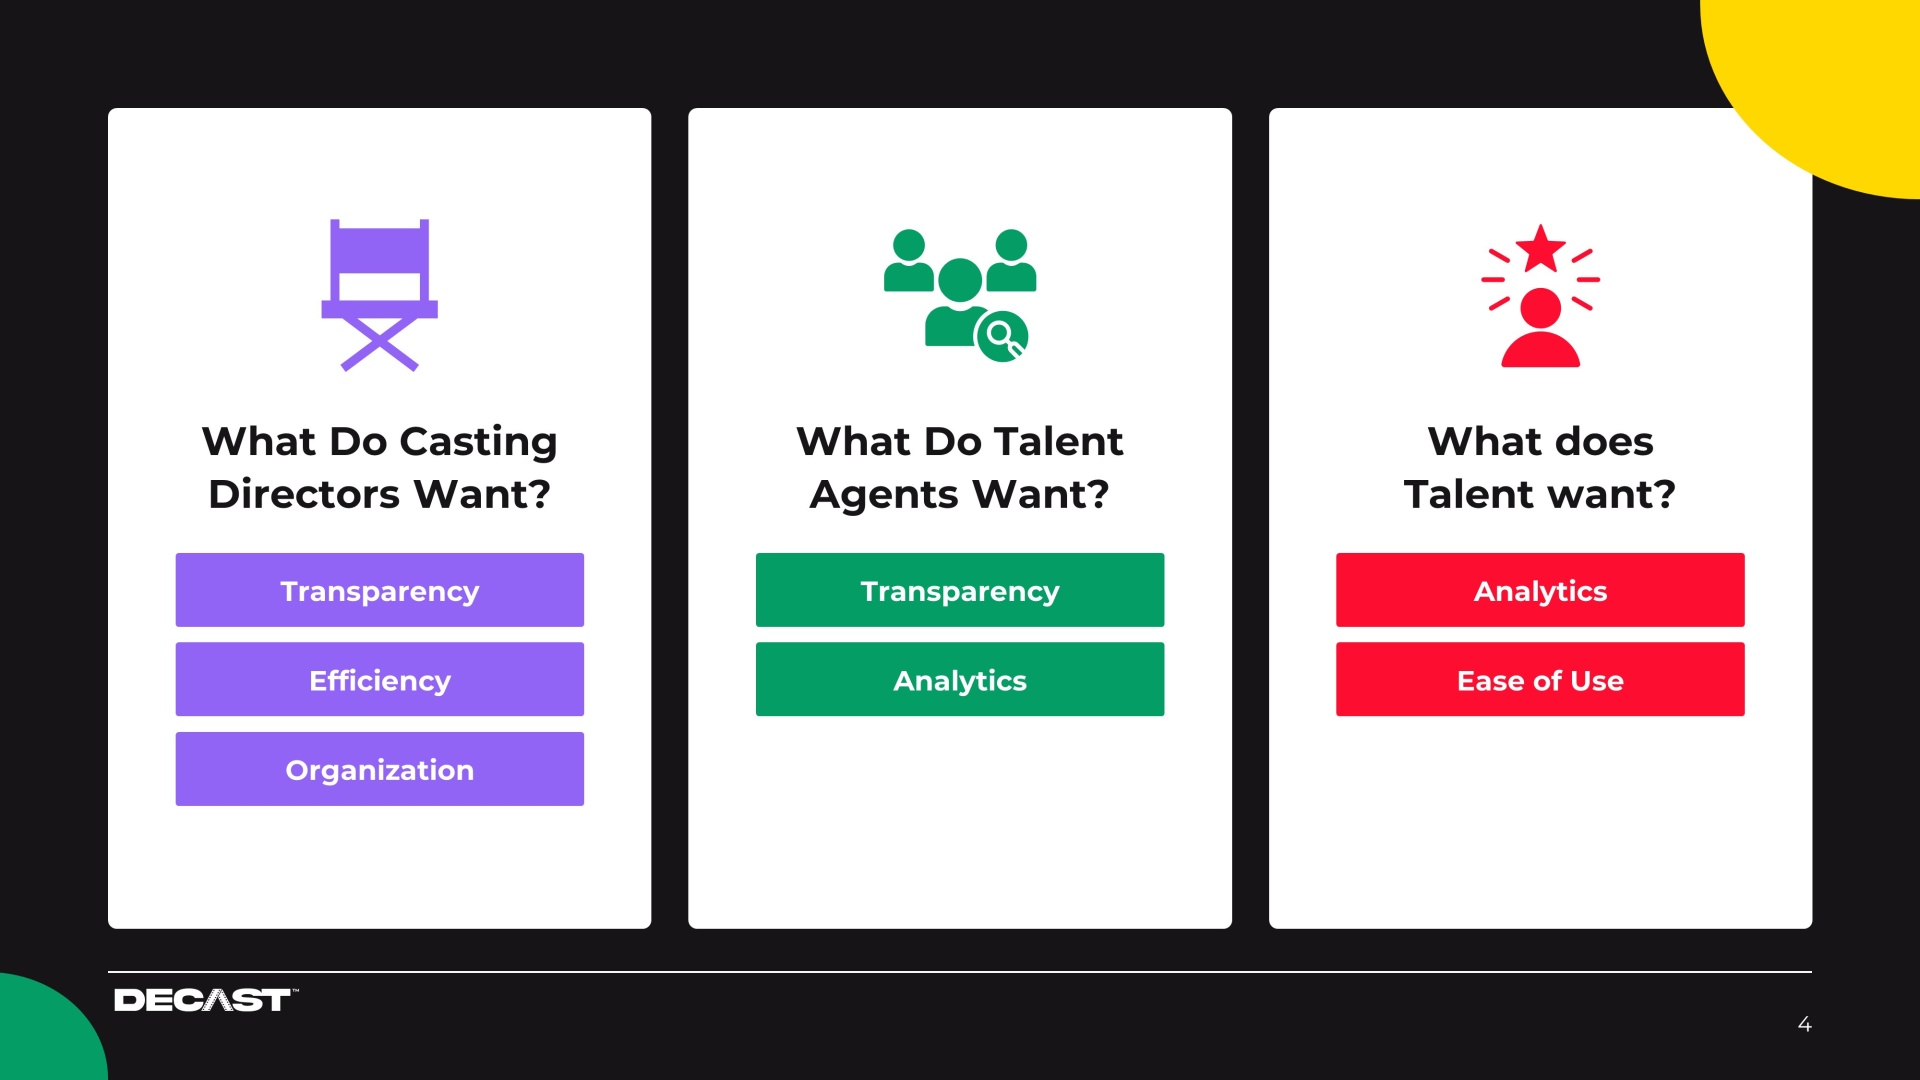 What Do Casting
Directors Want?
Transparency
Efficiency
Organization
What Do Talent
Agents Want?
Transparency
Analytics
What does
Talent want?
Analytics
Ease of Use
DECAST™
4